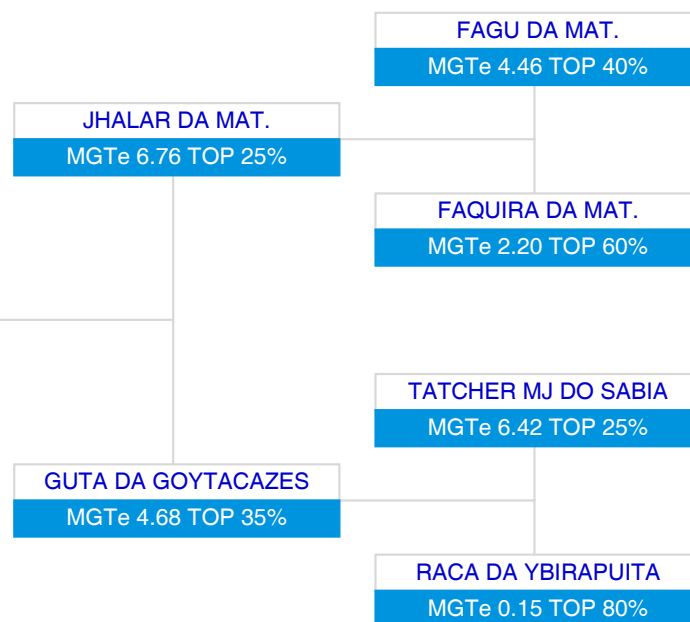 FAGU DA MAT.
MGTe 4.46 TOP 40%
JHALAR DA MAT.
MGTe 6.76 TOP 25%
FAQUIRA DA MAT.
MGTe 2.20 TOP 60%
TATCHER MJ DO SABIA
MGTe 6.42 TOP 25%
GUTA DA GOYTACAZES
MGTe 4.68 TOP 35%
RACA DA YBIRAPUITA
MGTe 0.15 TOP 80%